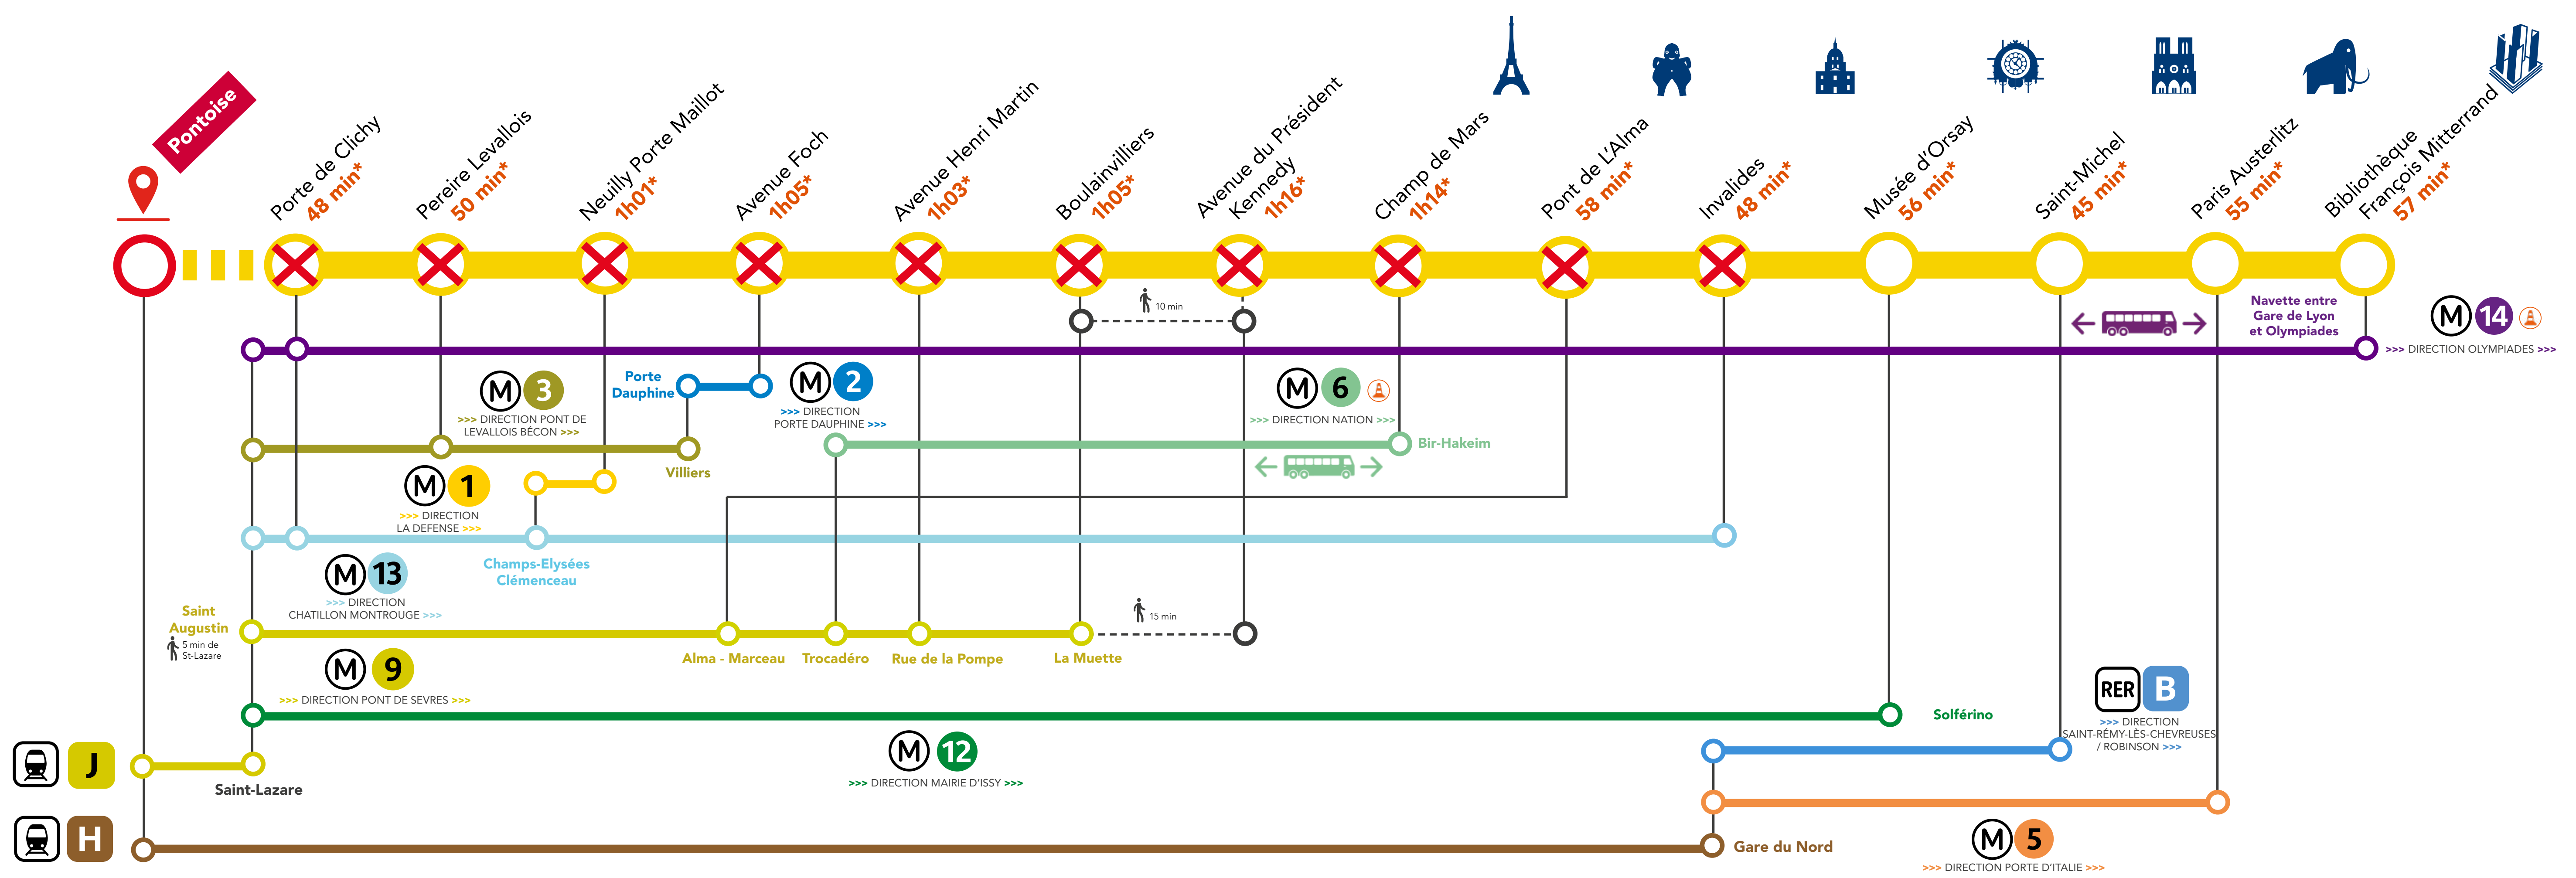 Pontoise
Porte de Clichy
48 min*
Pereire Levallois
50 min*
Neuilly Porte Maillot
1h01*
Avenue Foch
1h05*
Avenue Henri Martin
1h03*
Boulainvilliers
1h05*
Avenue du Président
Kennedy
1h16*
Champ de Mars
1h14*
Pont de L'Alma
58 min*
Invalides
48 min*
Musée d'Orsay
56 min*
Saint-Michel
45 min*
Paris Austerlitz
55 min*
Bibliothèque
François Mitterrand
57 min*
10 min
Navette entre
Gare de Lyon
et Olympiades
M 14
>>> DIRECTION OLYMPIADES >>>
M 3
>>> DIRECTION PONT DE
LEVALLOIS BÉCON >>>
Porte
Dauphine
M 2
>>> DIRECTION
PORTE DAUPHINE >>>
M 6
>>> DIRECTION NATION >>>
Bir-Hakeim
Villiers
M 1
>>> DIRECTION
LA DEFENSE >>>
Champs-Elysées
Clémenceau
M 13
>>> DIRECTION
CHATILLON MONTROUGE >>>
Saint
Augustin
5 min de
St-Lazare
15 min
Alma - Marceau
Trocadéro
Rue de la Pompe
La Muette
M 9
>>> DIRECTION PONT DE SEVRES >>>
Solférino
RER B
>>> DIRECTION
SAINT-RÉMY-LÈS-CHEVREUSES
/ ROBINSON >>>
M 12
>>> DIRECTION MAIRIE D'ISSY >>>
J
Saint-Lazare
H
Gare du Nord
M 5
>>> DIRECTION PORTE D'ITALIE >>>